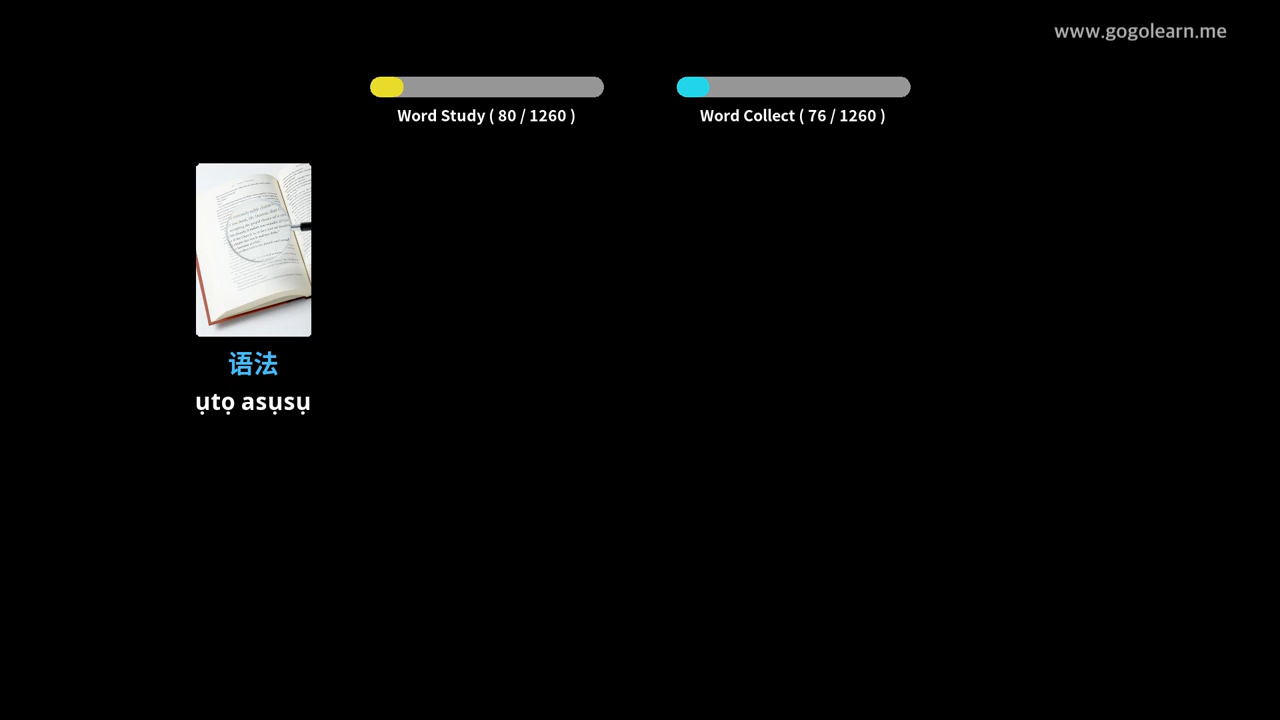 www.gogolearn.me
Word Study ( 80 / 1260 )
Word Collect ( 76 / 1260 )
语法
ụtọ asụsụ